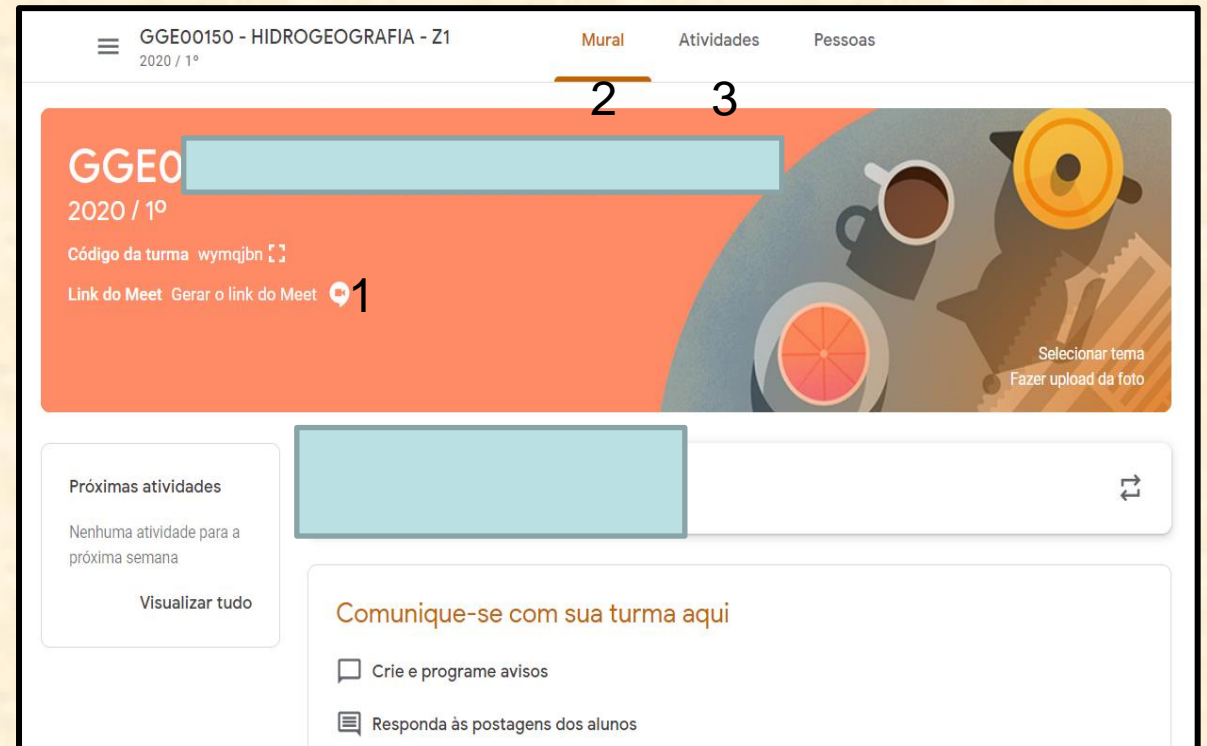 GGE00150 - HIDROGEOGRAFIA - Z1
2020 / 1º
Mural Atividades Pessoas
2 3
GGE0
2020 / 1º
Código da turma wymqjbn
Link do Meet Gerar o link do Meet 1
Selecionar tema
Fazer upload da foto
Próximas atividades
Nenhuma atividade para a
próxima semana
Visualizar tudo
Comunique-se com sua turma aqui
Crie e programe avisos
Responda às postagens dos alunos